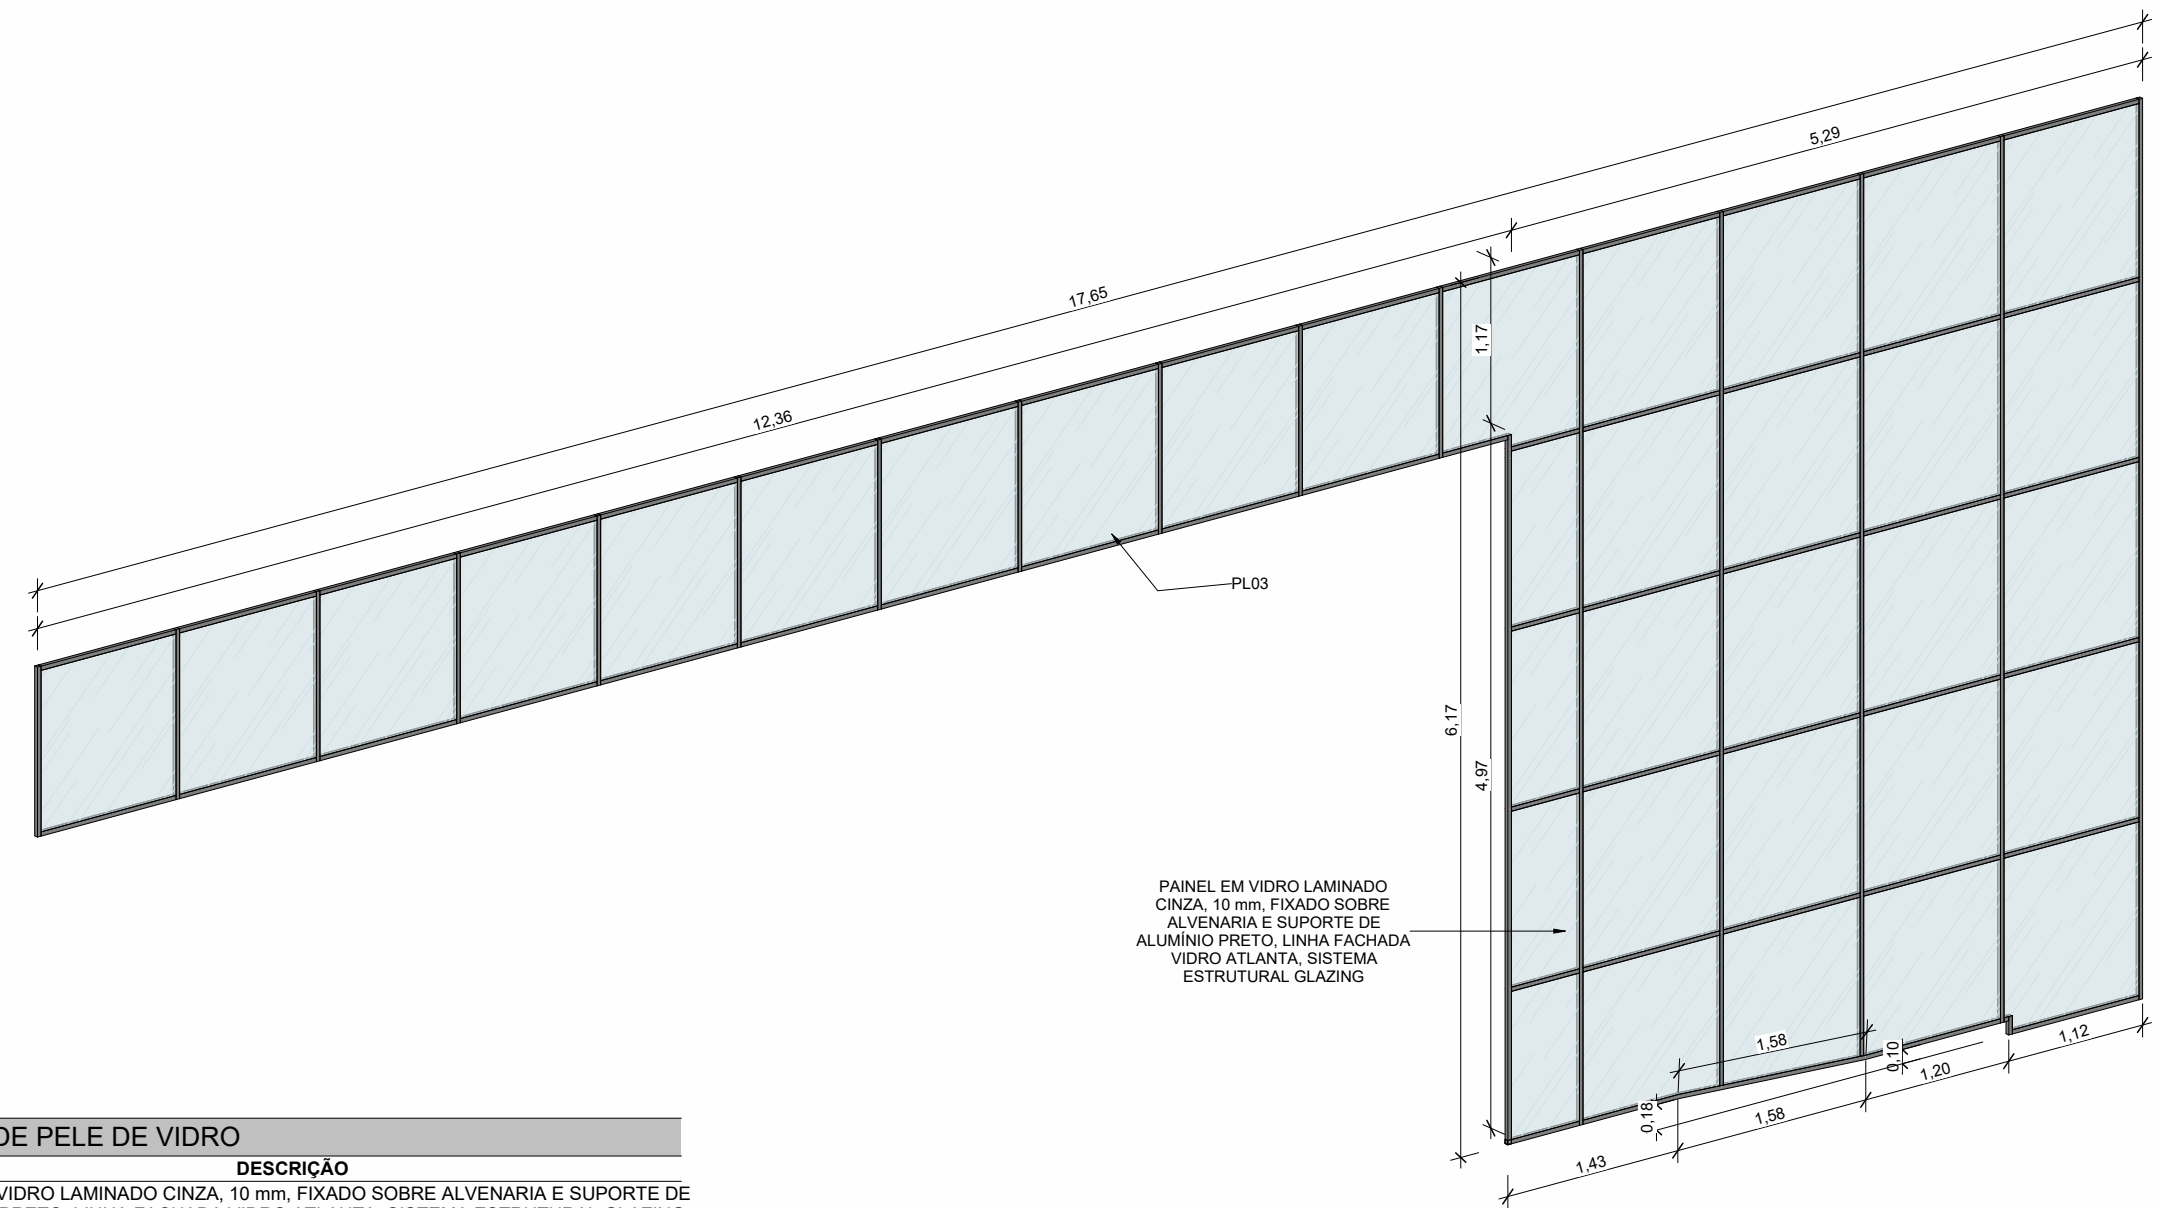 5,29
17,65
1,17
12,36
PL03
6,17
4,97
PAINEL EM VIDRO LAMINADO
CINZA, 10 mm, FIXADO SOBRE
ALVENARIA E SUPORTE DE
ALUMÍNIO PRETO, LINHA FACHADA
VIDRO ATLANTA, SISTEMA
ESTRUTURAL GLAZING
1,58
0,10
1,12
1,20
0,18
1,58
1,43
DE PELE DE VIDRO
DESCRIÇÃO
VIDRO LAMINADO CINZA, 10 mm, FIXADO SOBRE ALVENARIA E SUPORTE DE